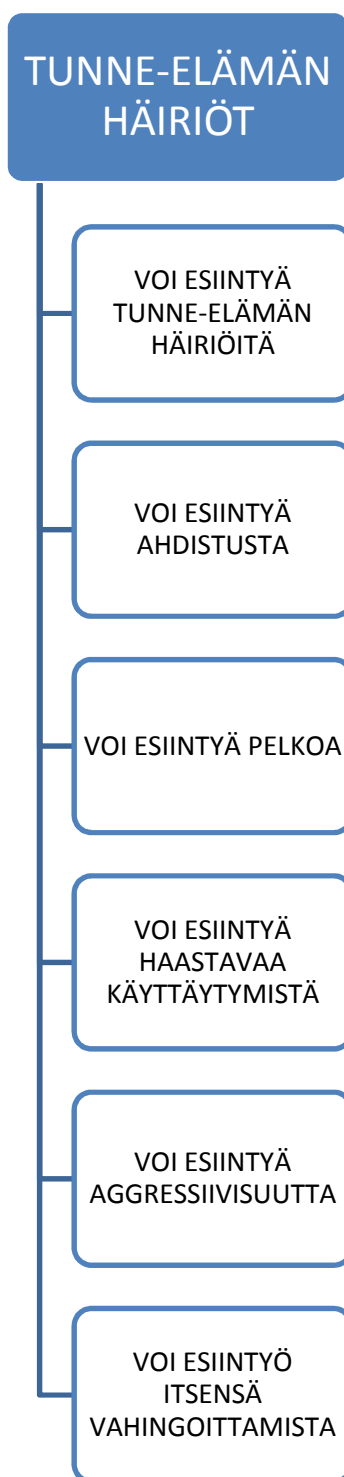 TUNNE-ELÄMÄN
HÄIRIÖT
VOI ESIINTYÄ
TUNNE-ELÄMÄN
HÄIRIÖITÄ
VOI ESIINTYÄ
AHDISTUSTA
VOI ESIINTYÄ PELKOA
VOI ESIINTYÄ
HAASTAVAA
KÄYTTÄYTYMISTÄ
VOI ESIINTYÄ
AGGRESSIIVISUUTTA
VOI ESIINTYÖ
ITSENSÄ
VAHINGOITTAMISTA